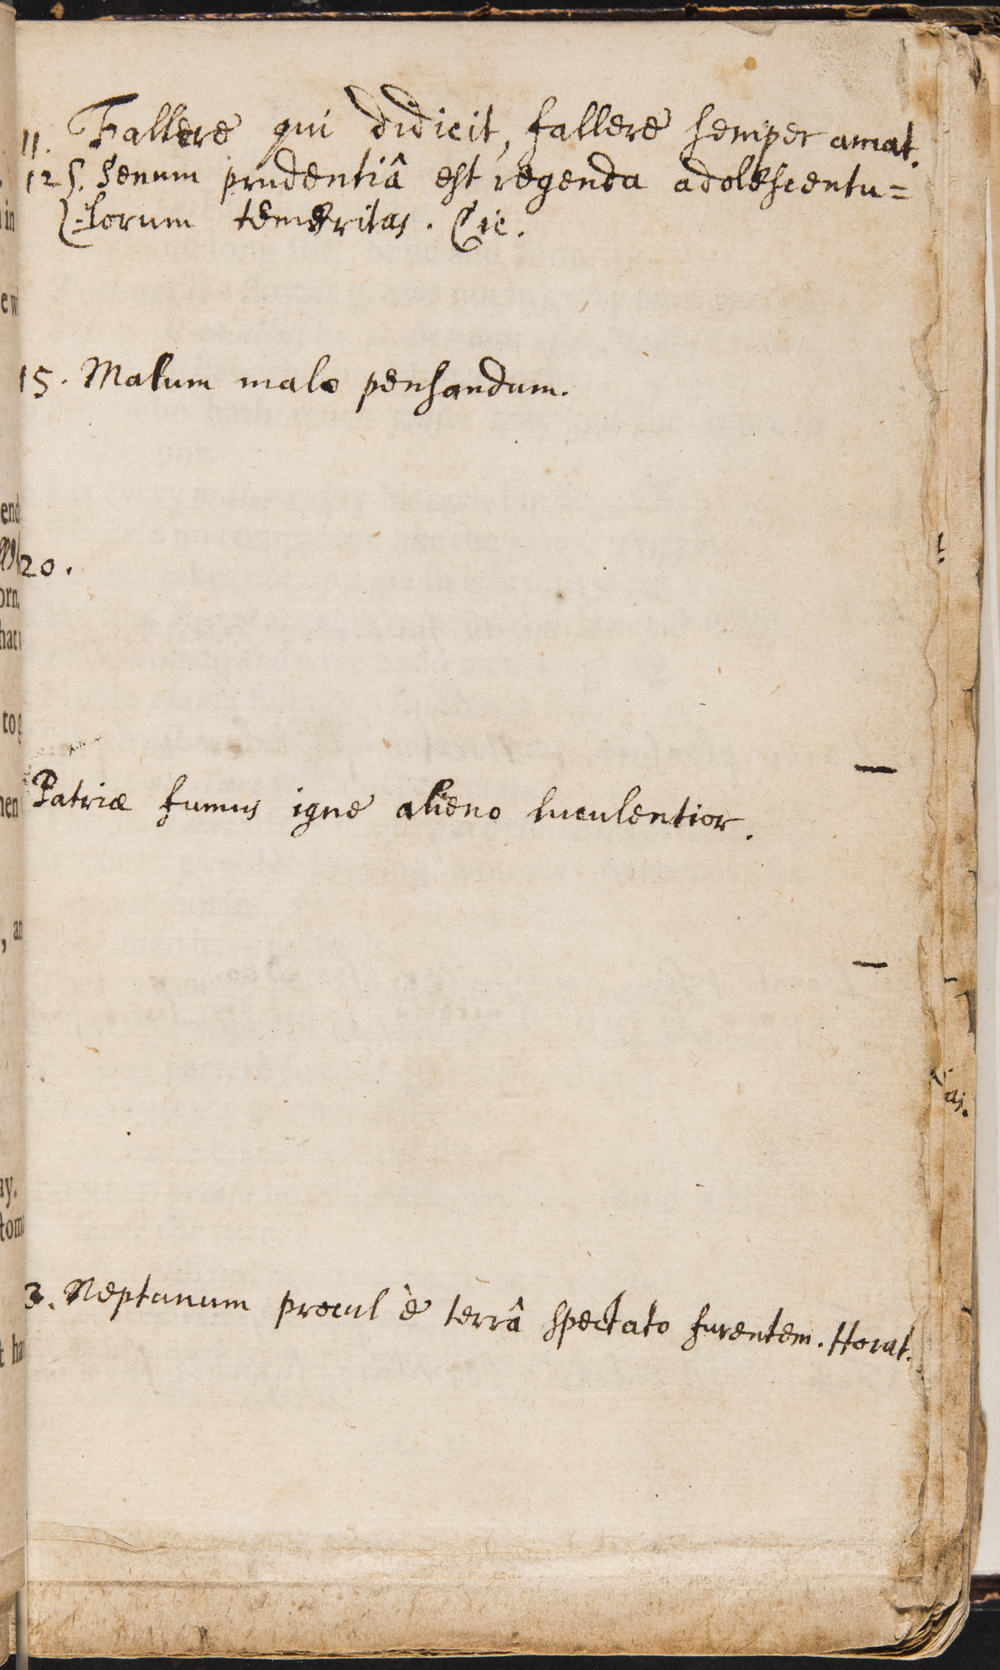 11. Fallere qui didicit, fallere semper amat.
12. Senum prudentiâ est regenda adolescentu=
=lorum temeritas. Cic.
15. Malum malo pensandum.
20.
Patriæ fumus igne alieno luculentior.
3. Neptunum procul è terrâ spectato furentem. Horat.